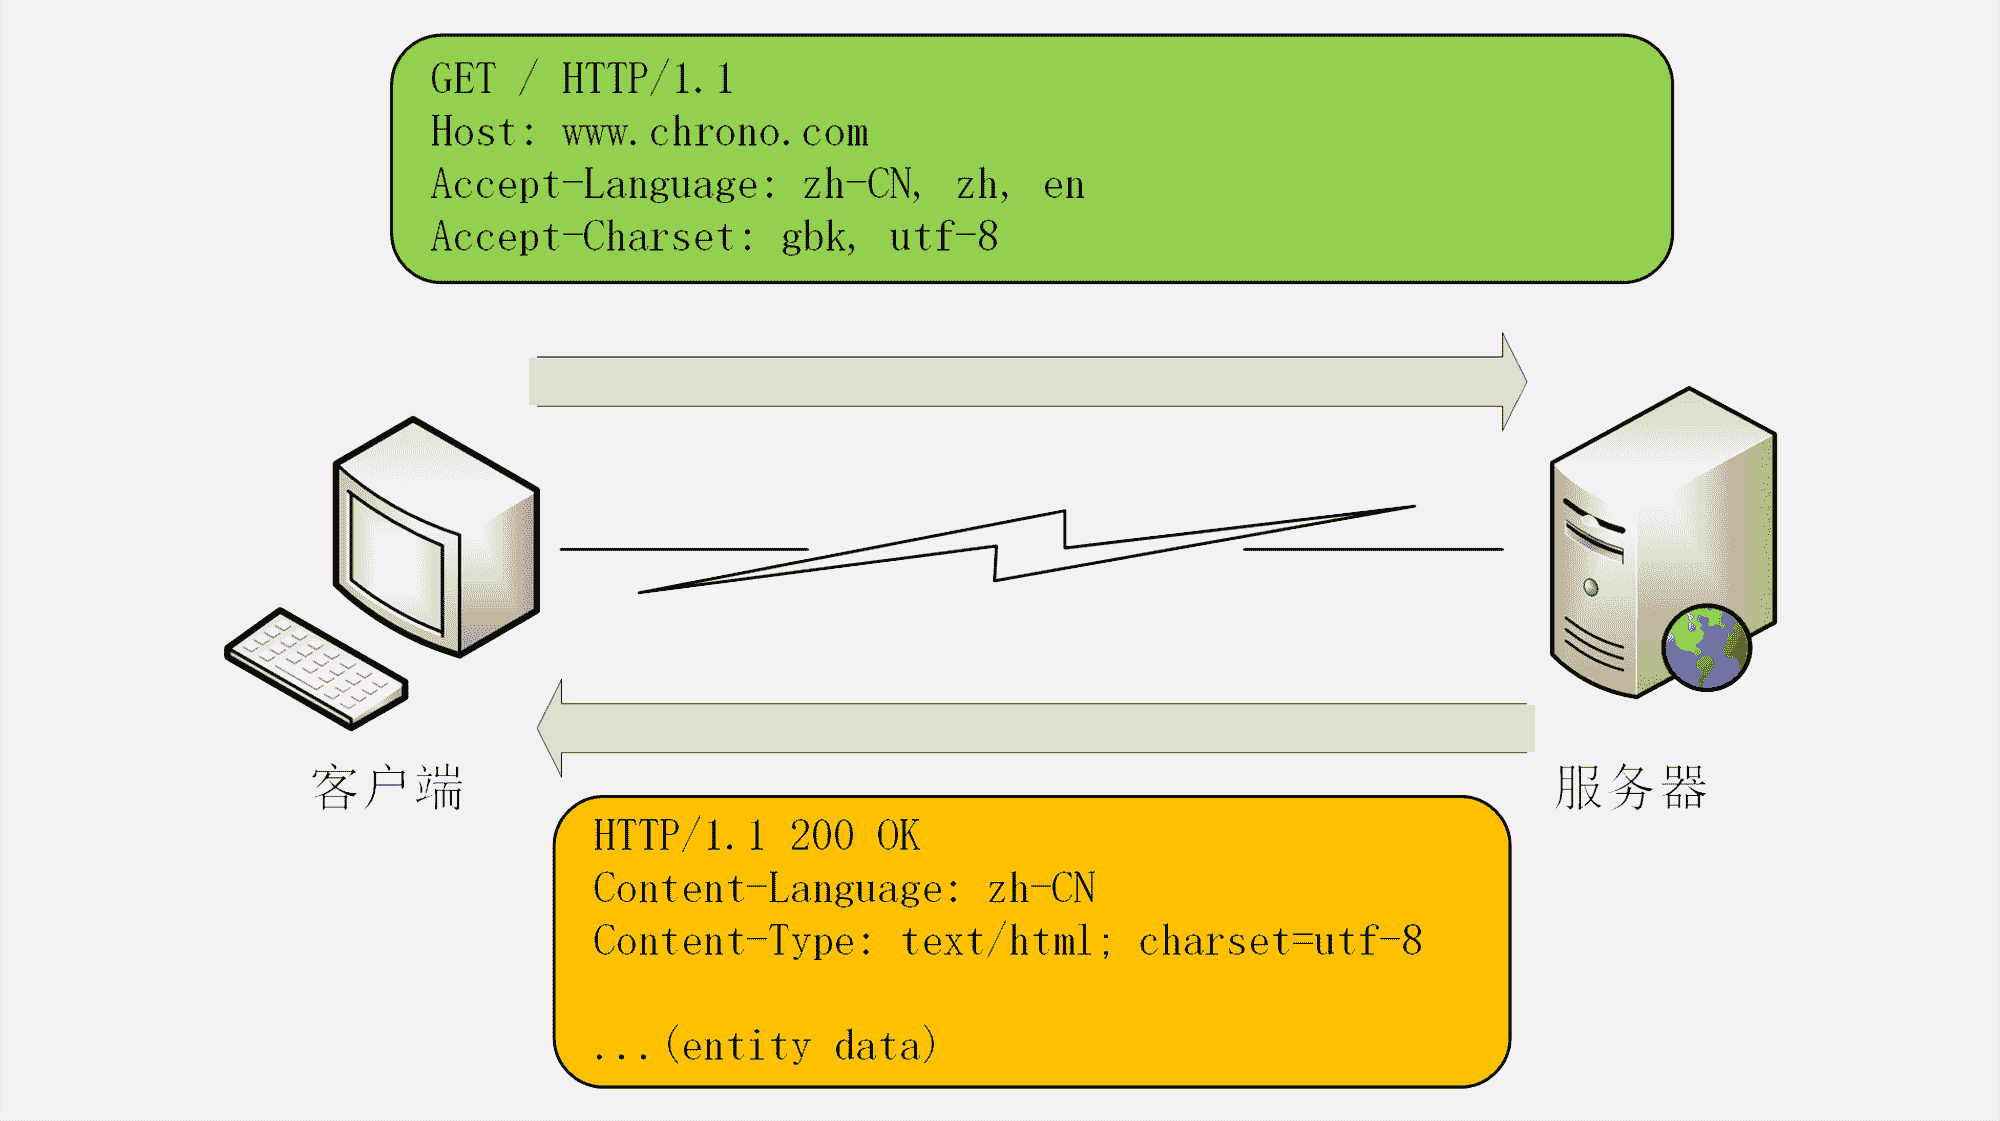 GET / HTTP/1.1
Host: www.chrono.com
Accept-Language: zh-CN, zh, en
Accept-Charset: gbk, utf-8
客户端
服务器
HTTP/1.1 200 OK
Content-Language: zh-CN
Content-Type: text/html; charset=utf-8
...(entity data)